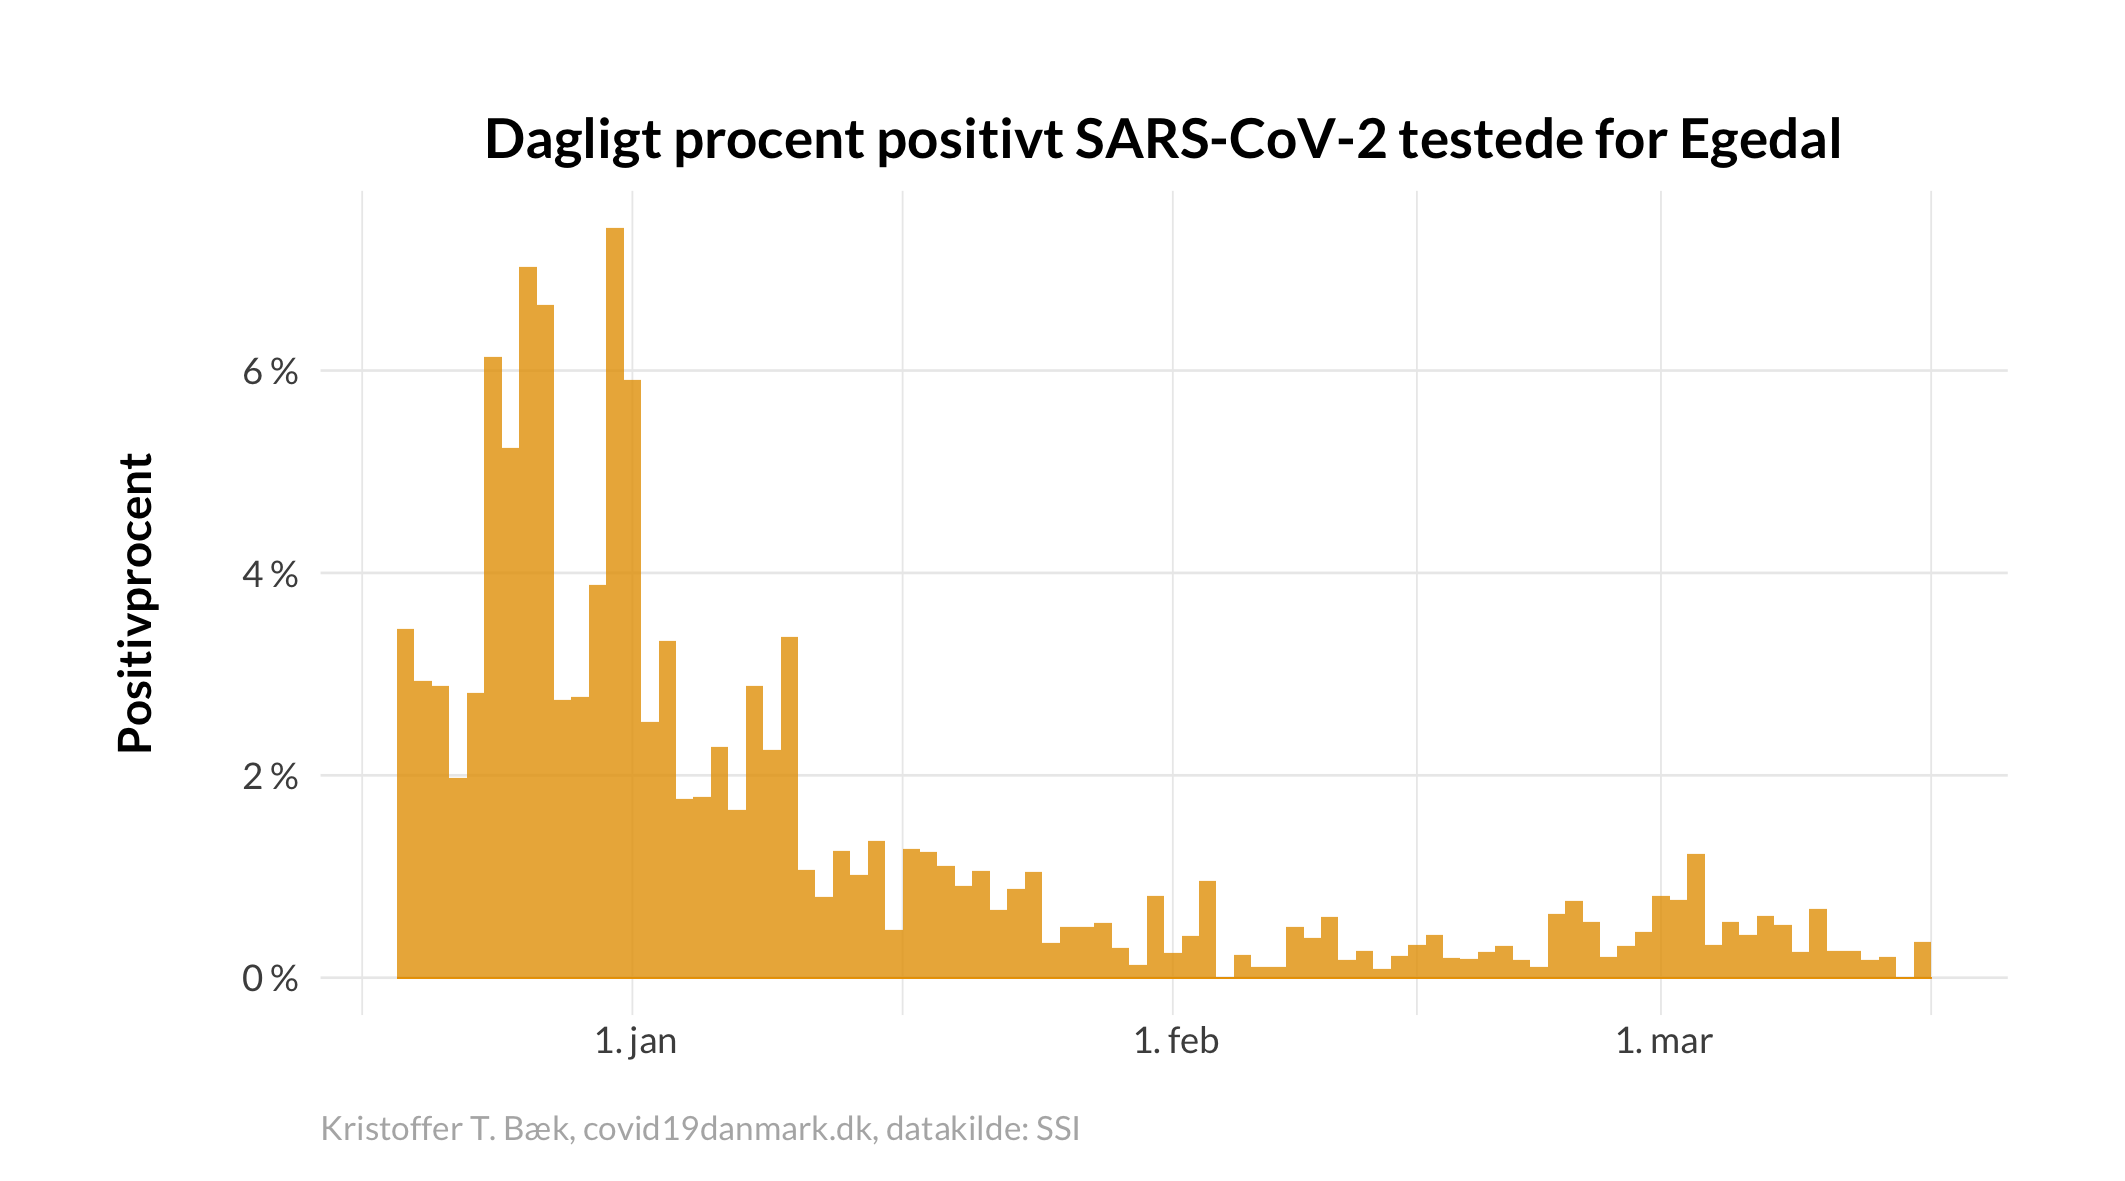 Dagligt procent positivt SARS-CoV-2 testede for Egedal
Positivprocent
6 %
4 %
2 %
0 %
1. jan
1. feb
1. mar
Kristoffer T. Bæk, covid19danmark.dk, datakilde: SSI